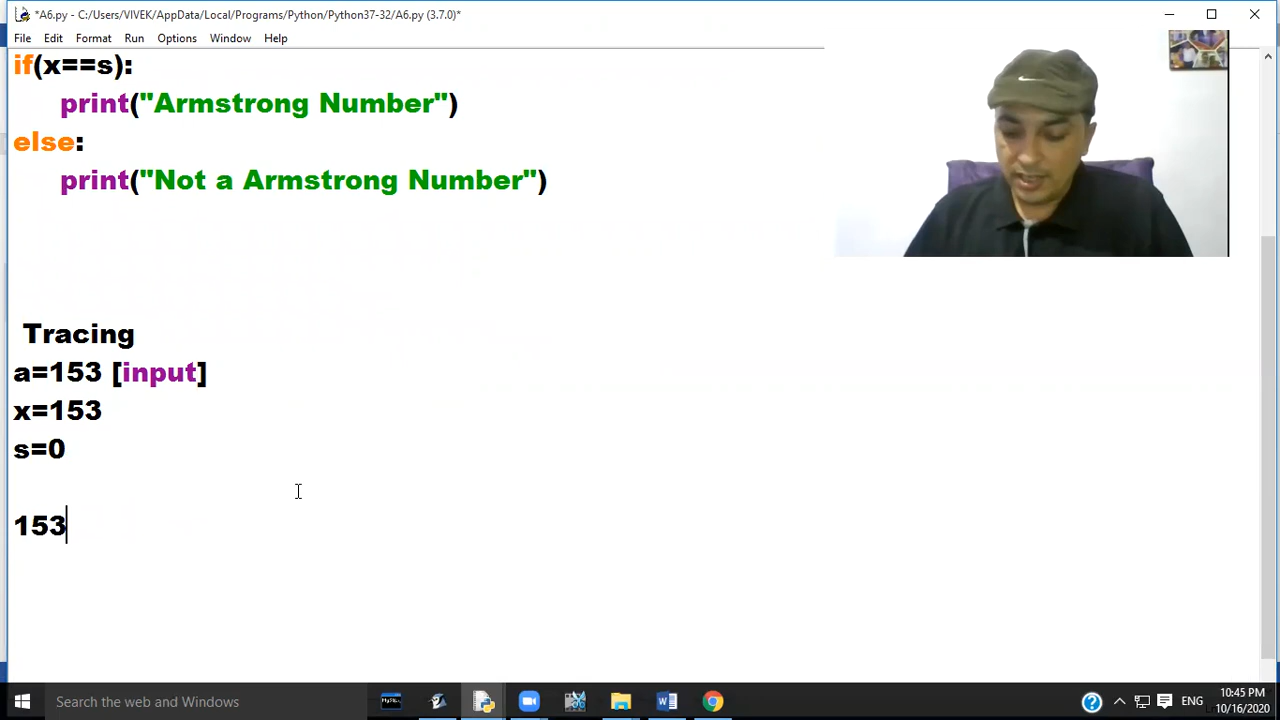 *A6.py - C:/Users/VIVEK/AppData/Local/Programs/Python/Python37-32/A6.py (3.7.0)*
File Edit Format Run Options Window Help
if(x==s):
print("Armstrong Number")
else:
print("Not a Armstrong Number")
Tracing
a=153 [input]
x=153
s=0
153
Search the web and Windows
ENG
10:45 PM
10/16/2020